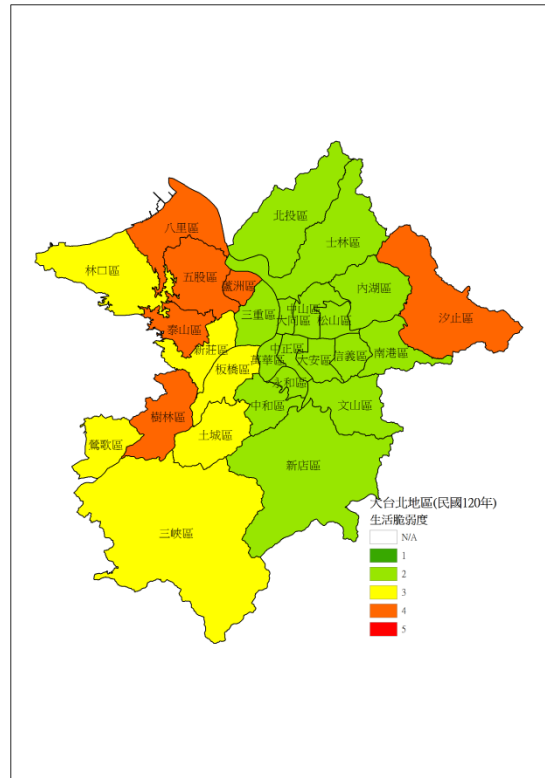 北投區
士林區
八里區
林口區
五股區
蘆洲區
內湖區
汐止區
三重區
中山區
大同區
松山區
泰山區
新莊區
中正區
萬華區
大安區
信義區
南港區
板橋區
永和區
中和區
文山區
樹林區
土城區
鶯歌區
新店區
三峽區
大台北地區(民國120年)
生活脆弱度
N/A
1
2
3
4
5